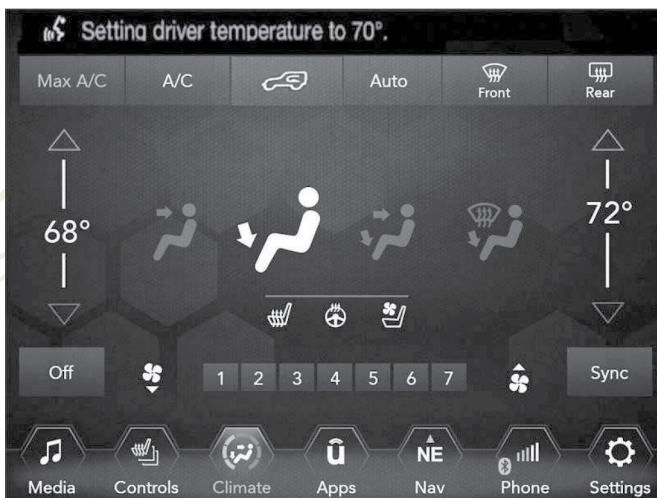 Setting driver temperature to 70°.
Max A/C
A/C
Auto
Front
Rear
68°
72°
Off
1 2 3 4 5 6 7
Sync
û
NE
Media
Controls
Climate
Apps
Nav
Phone
Settings